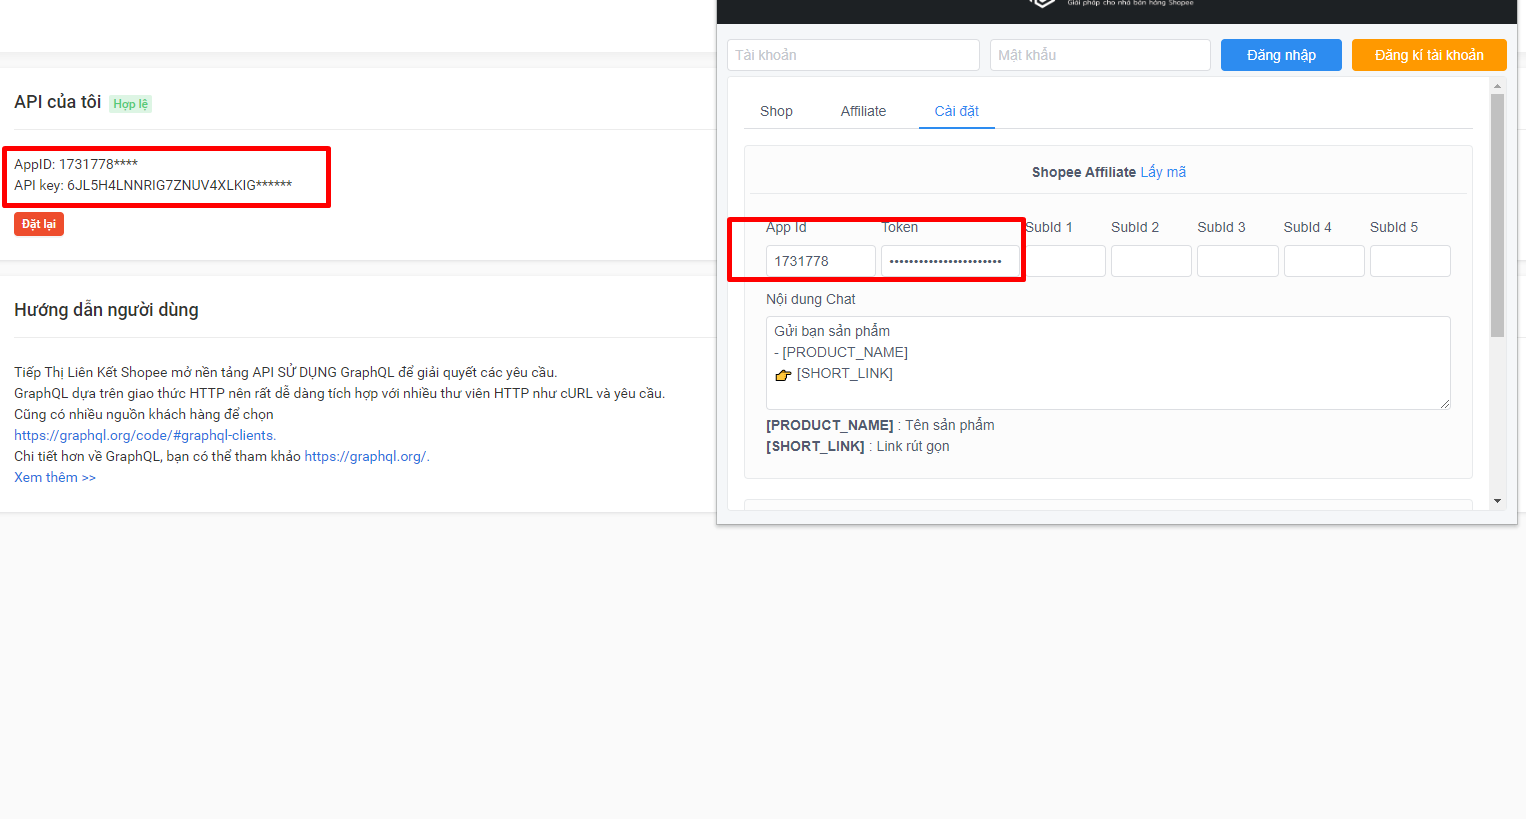 API của tôi Hợp lệ
AppID: 1731778****
API key: 6JL5H4LNNRIG7ZNUV4XLKIG******
Đặt lại
Hướng dẫn người dùng
Tiếp Thị Liên Kết Shopee mở nền tảng API SỬ DỤNG GraphQL để giải quyết các yêu cầu.
GraphQL dựa trên giao thức HTTP nên rất dễ dàng tích hợp với nhiều thư viện HTTP như cURL và yêu cầu.
Cũng có nhiều nguồn khách hàng để chọn
https://graphql.org/code/#graphql-clients.
Chi tiết hơn về GraphQL, bạn có thể tham khảo https://graphql.org/.
Xem thêm >>
Giải pháp cho nhà bán hàng Shopee
Tài khoản Mật khẩu Đăng nhập Đăng kí tài khoản
Shop Affiliate Cài đặt
Shopee Affiliate Lấy mã
App Id Token SubId 1 SubId 2 SubId 3 SubId 4 SubId 5
1731778 •••••••••••••••••••••••
Nội dung Chat
Gửi bạn sản phẩm
- [PRODUCT_NAME]
👉 [SHORT_LINK]
[PRODUCT_NAME] : Tên sản phẩm
[SHORT_LINK] : Link rút gọn